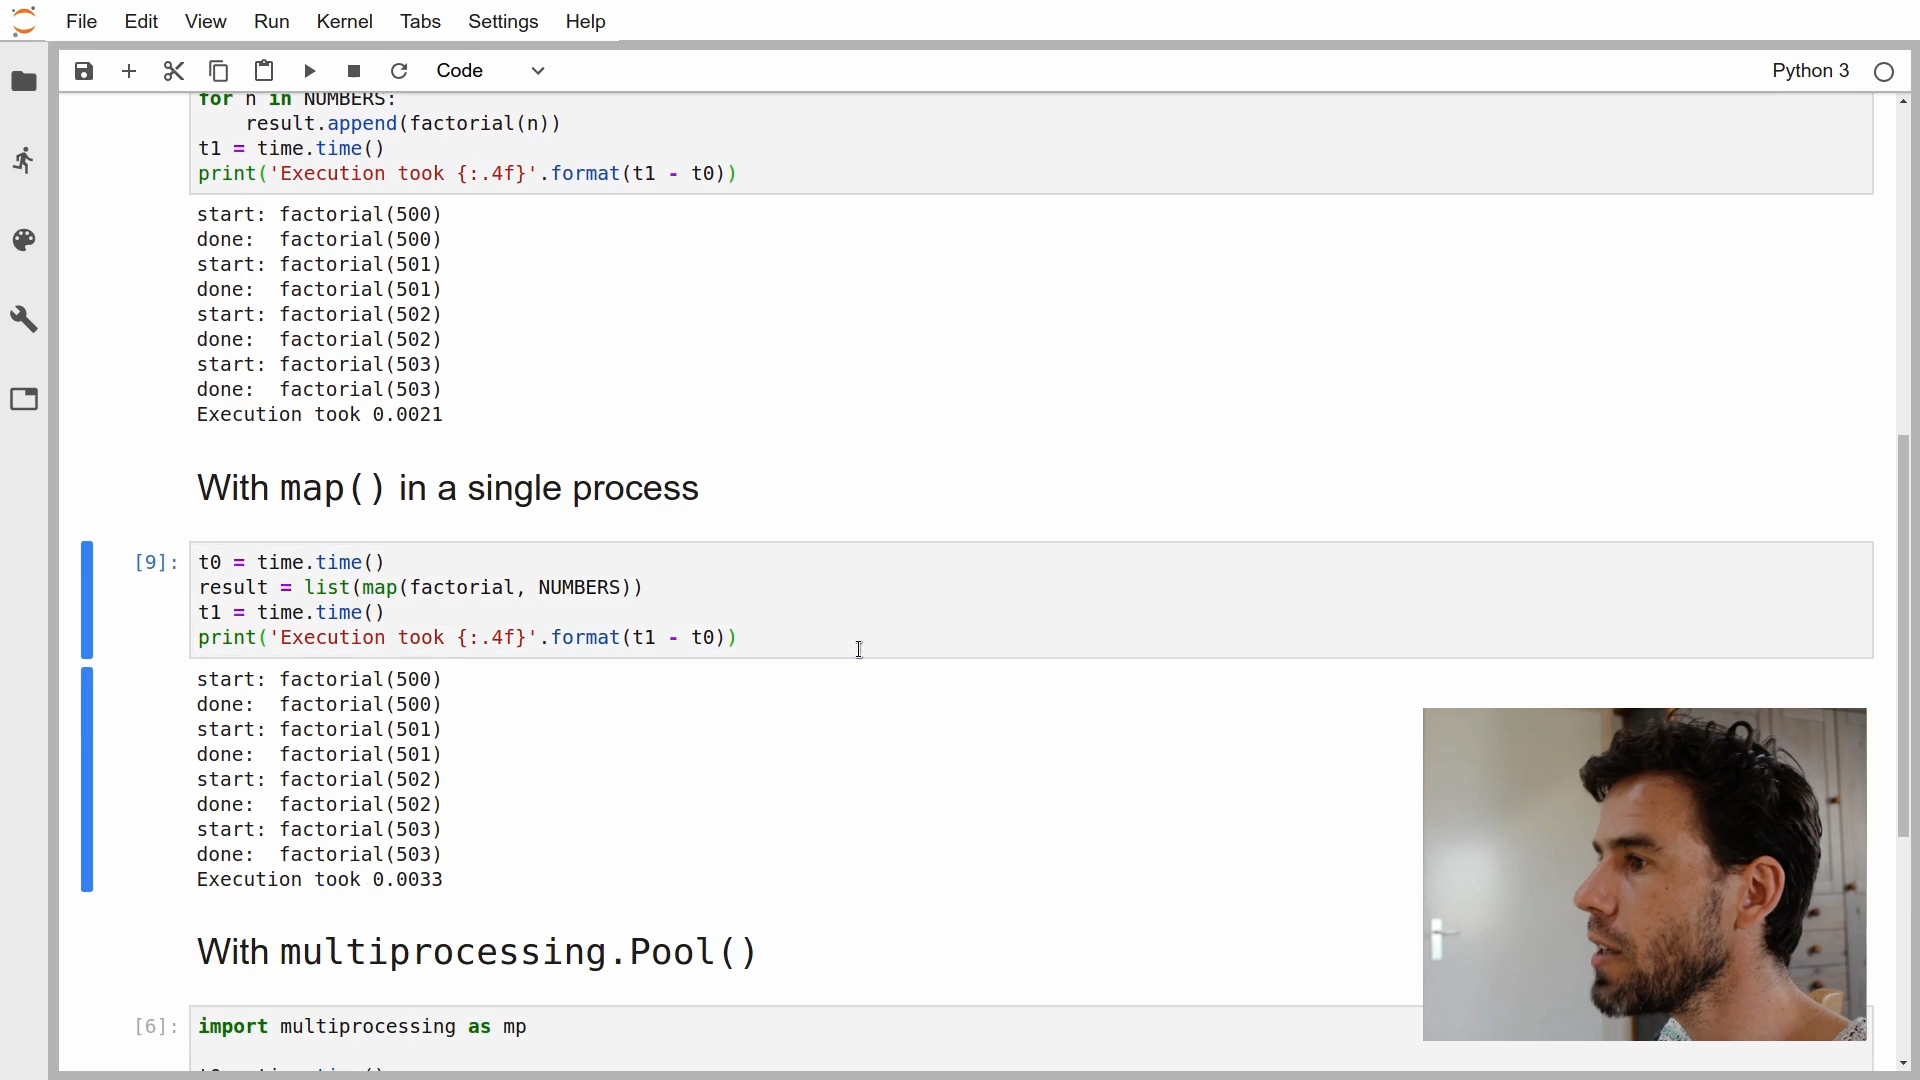 File Edit View Run Kernel Tabs Settings Help
Code Python 3
for n in NUMBERS:
    result.append(factorial(n))
t1 = time.time()
print('Execution took {:.4f}'.format(t1 - t0))
start: factorial(500)
done:  factorial(500)
start: factorial(501)
done:  factorial(501)
start: factorial(502)
done:  factorial(502)
start: factorial(503)
done:  factorial(503)
Execution took 0.0021
With map() in a single process
[9]: t0 = time.time()
result = list(map(factorial, NUMBERS))
t1 = time.time()
print('Execution took {:.4f}'.format(t1 - t0))
start: factorial(500)
done:  factorial(500)
start: factorial(501)
done:  factorial(501)
start: factorial(502)
done:  factorial(502)
start: factorial(503)
done:  factorial(503)
Execution took 0.0033
With multiprocessing.Pool()
[6]: import multiprocessing as mp